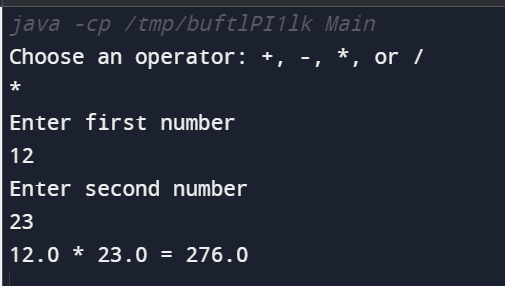 java -cp /tmp/buftlPI1lk Main
Choose an operator: +, -, *, or /
*
Enter first number
12
Enter second number
23
12.0 * 23.0 = 276.0